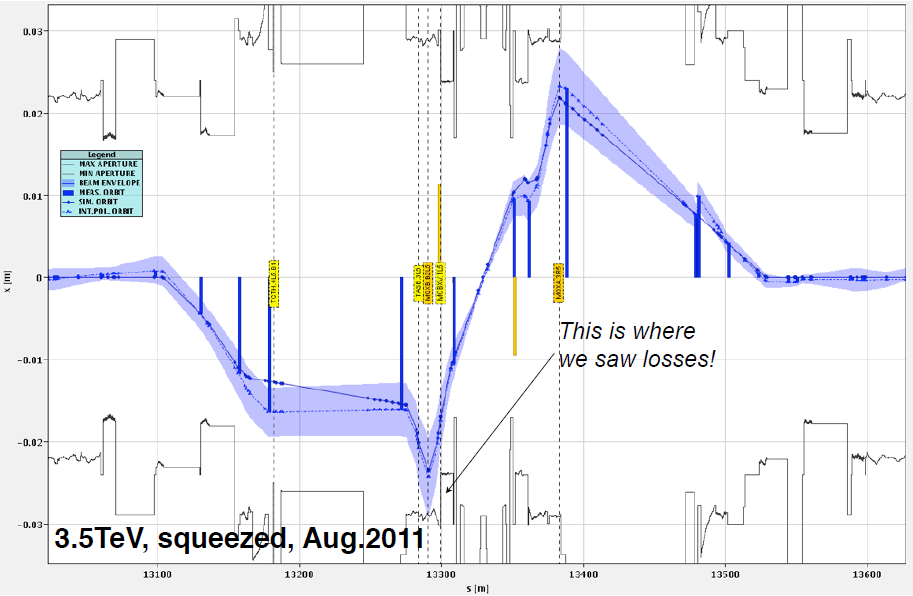 0.03
0.02
0.01
0
-0.01
-0.02
-0.03
x [m]
Legend
MAX APERTURE
MIN APERTURE
BEAM ENVELOPE
MEAS. ORBIT
SIM. ORBIT
INT.POL. ORBIT
This is where
we saw losses!
3.5TeV, squeezed, Aug.2011
13100
13200
13300
13400
13500
13600
s [m]